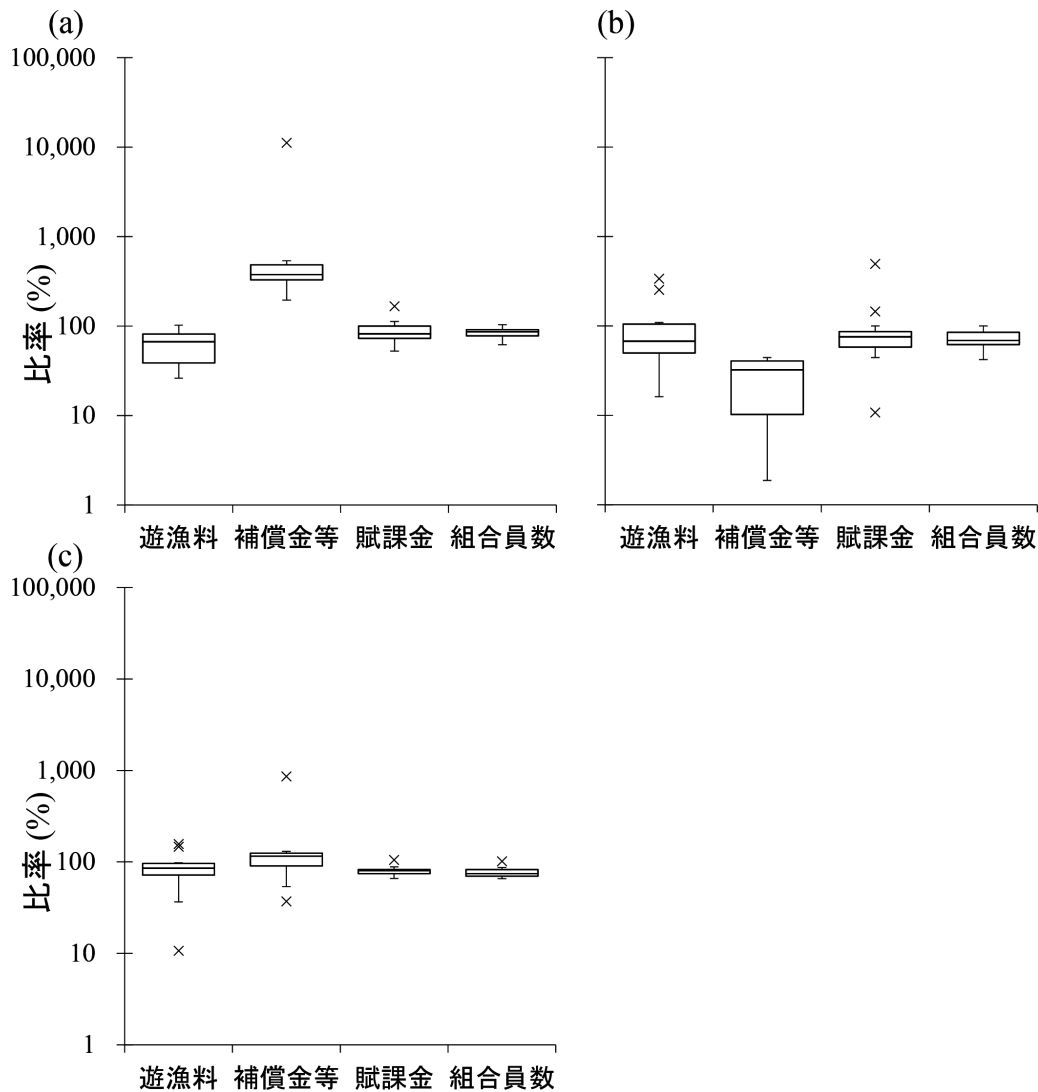 (a)
100,000
10,000
1,000
100
10
1
比率 (%)
遊漁料 補償金等 賦課金 組合員数
(b)
遊漁料 補償金等 賦課金 組合員数
(c)
100,000
10,000
1,000
100
10
1
比率 (%)
遊漁料 補償金等 賦課金 組合員数